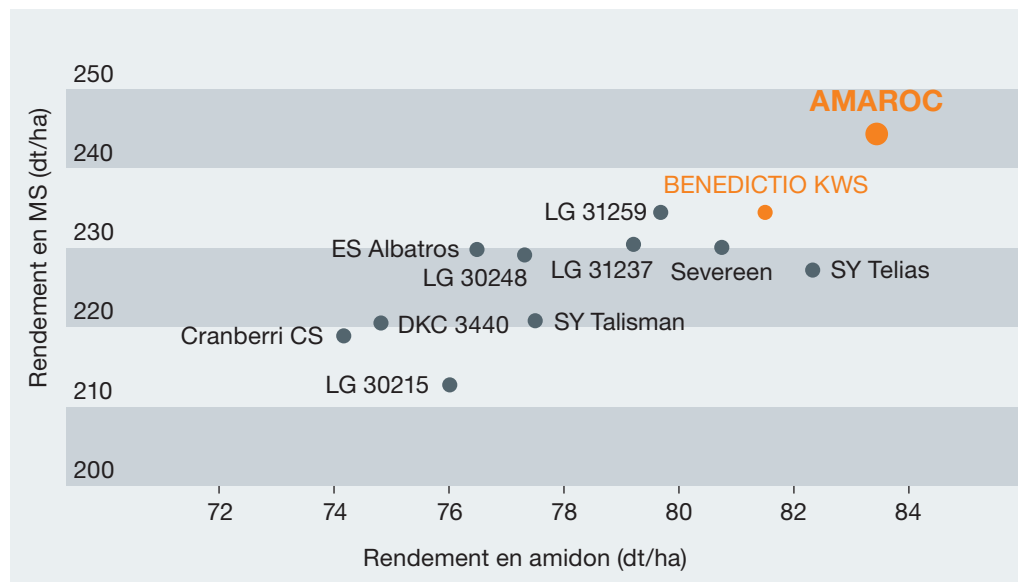 Rendement en MS (dt/ha)
250
240
230
220
210
200
AMAROC
BENEDICTIO KWS
LG 31259
ES Albatros
LG 30248
LG 31237
Severeen
SY Telias
Cranberri CS
DKC 3440
SY Talisman
LG 30215
72 74 76 78 80 82 84
Rendement en amidon (dt/ha)